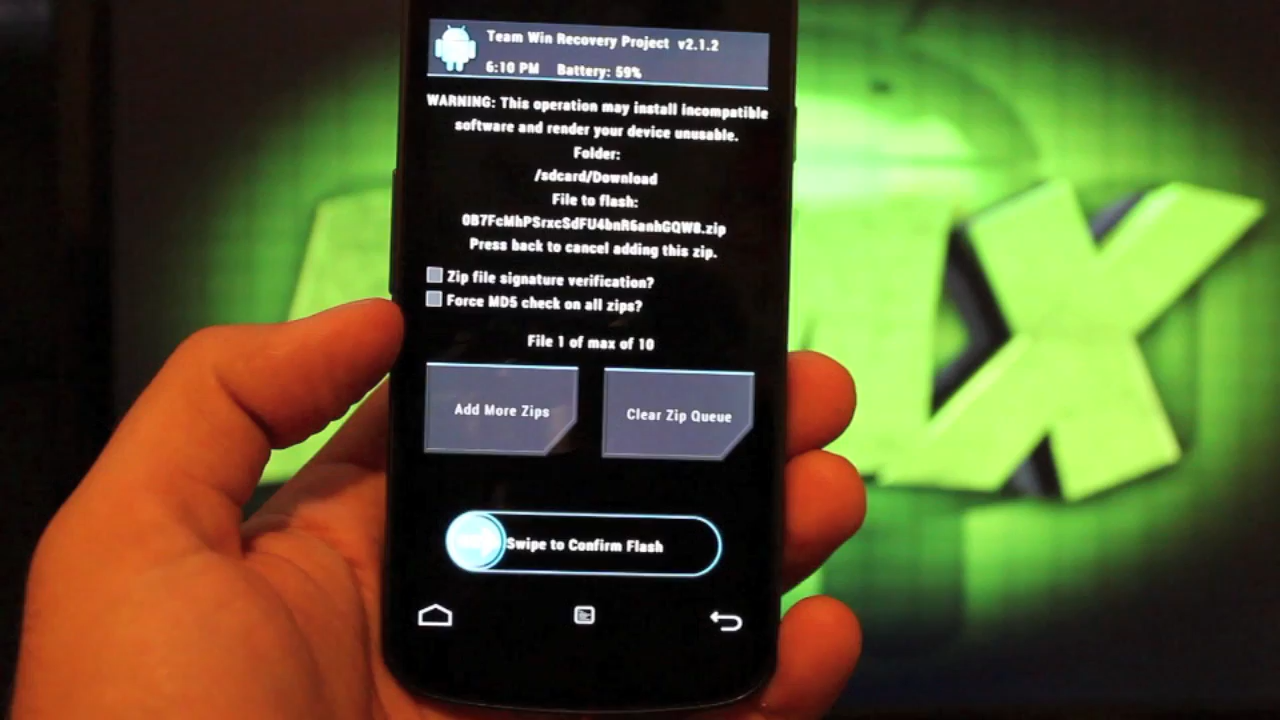 Team Win Recovery Project v2.1.2
6:10 PM Battery: 59%
WARNING: This operation may install incompatible
software and render your device unusable.
Folder:
/sdcard/Download
File to flash:
0B7FcMhPSrxcSdFU4bnR6anhGQW8.zip
Press back to cancel adding this zip.
Zip file signature verification?
Force MD5 check on all zips?
File 1 of max of 10
Add More Zips
Clear Zip Queue
Swipe to Confirm Flash
X